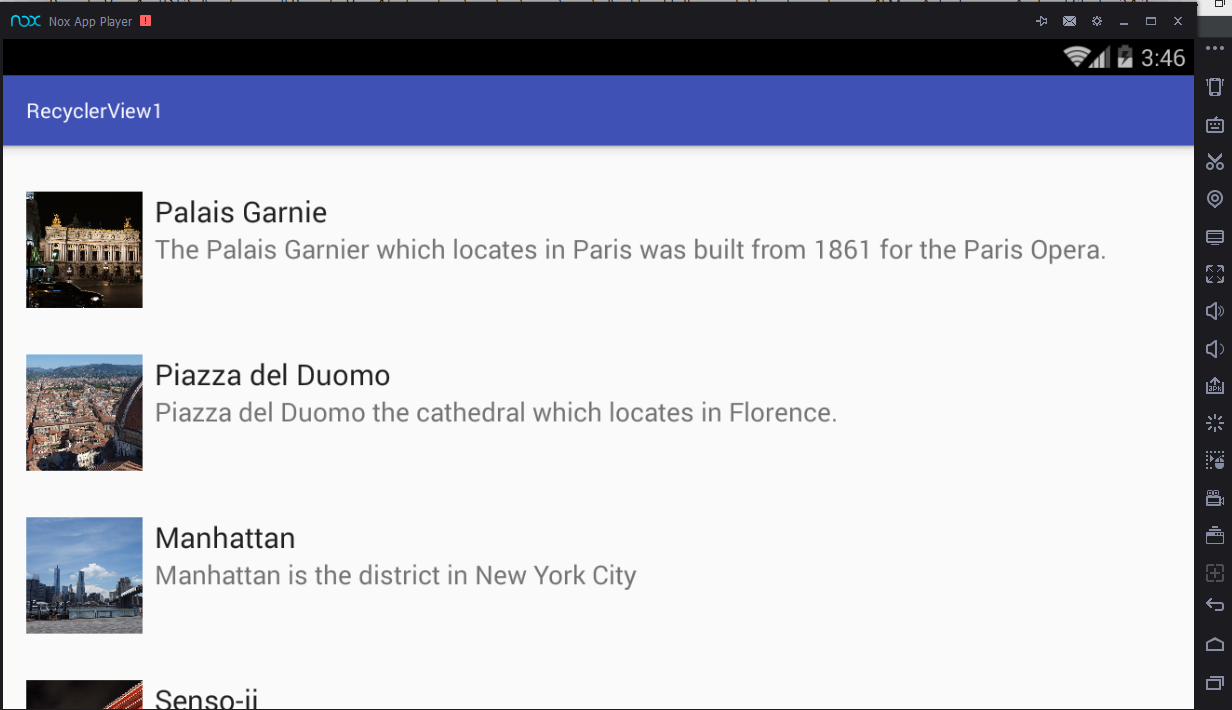 nox Nox App Player
3:46
RecyclerView1
Palais Garnie
The Palais Garnier which locates in Paris was built from 1861 for the Paris Opera.
Piazza del Duomo
Piazza del Duomo the cathedral which locates in Florence.
Manhattan
Manhattan is the district in New York City
Senso-ji